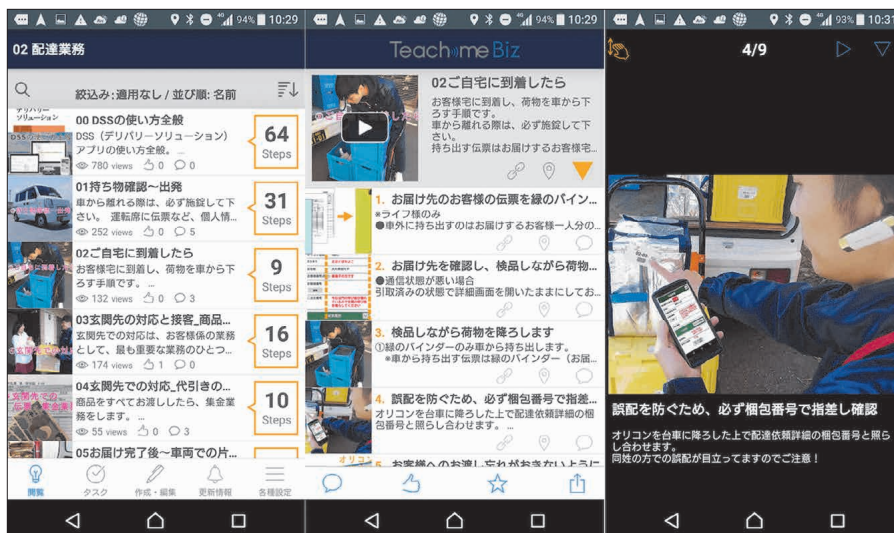 94% 10:29
02 配達業務
絞込み:適用なし / 並び順: 名前
00 DSSの使い方全般
DSS(デリバリーソリューション)
アプリの使い方全般。 ...
780 views 0 0
64
Steps
01持ち物確認～出発
車から離れる際は、必ず施錠して下
さい。 運転席に伝票など、個人情...
252 views 0 5
31
Steps
02ご自宅に到着したら
お客様宅に到着し、荷物を車から下
ろす手順です。 ...
132 views 0 3
9
Steps
03玄関先の対応と接客_商品...
玄関先での対応は、お客様係の業務
として、最も重要な業務のひとつ...
174 views 1 0
16
Steps
04玄関先での対応_代引きの...
商品をすべてお渡ししたら、集金業
務をします。 ...
55 views 0 3
10
Steps
05お届け完了後～車両での片...
閲覧
タスク
作成・編集
更新情報
各種設定
94% 10:29
Teach me Biz
02ご自宅に到着したら
お客様宅に到着し、荷物を車から下
ろす手順です。
車から離れる際は、必ず施錠して下
さい。
持ち出す伝票はお届けするお客様宅...
1. お届け先のお客様の伝票を緑のバイン...
※ライフ様のみ
●車外に持ち出すのはお届けするお客様一人分の...
2. お届け先を確認し、検品しながら荷物...
●通信状態が悪い場合
引取済みの状態で詳細画面を開いたままにしてお...
3. 検品しながら荷物を降ろします
①緑のバインダーのみ車から持ち出します。
※車から持ち出す伝票は緑のバインダー(お届...
4. 誤配を防ぐため、必ず梱包番号で指差...
オリコンを台車に降ろした上で配達依頼詳細の梱
包番号と照らし合わせます。 ...
オリコン
5. お客様へのお渡し忘れがおきないように
93% 10:31
4/9
誤配を防ぐため、必ず梱包番号で指差し確認
オリコンを台車に降ろした上で配達依頼詳細の梱包番号と照ら
し合わせます。
同姓の方での誤配が目立ってますのでご注意！